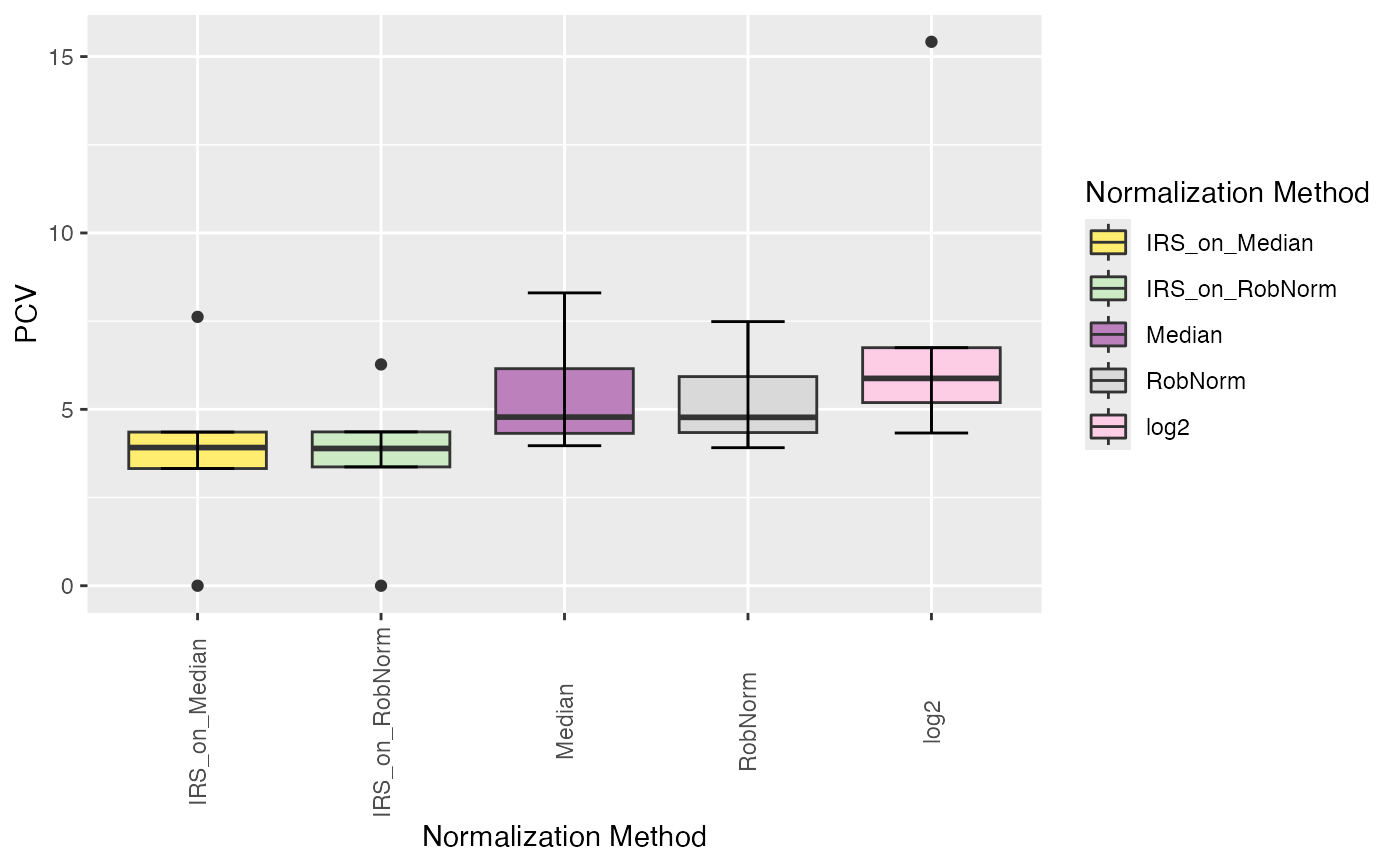 PCV
15
10
5
0
IRS_on_Median
IRS_on_RobNorm
Median
RobNorm
log2
Normalization Method
Normalization Method
IRS_on_Median
IRS_on_RobNorm
Median
RobNorm
log2